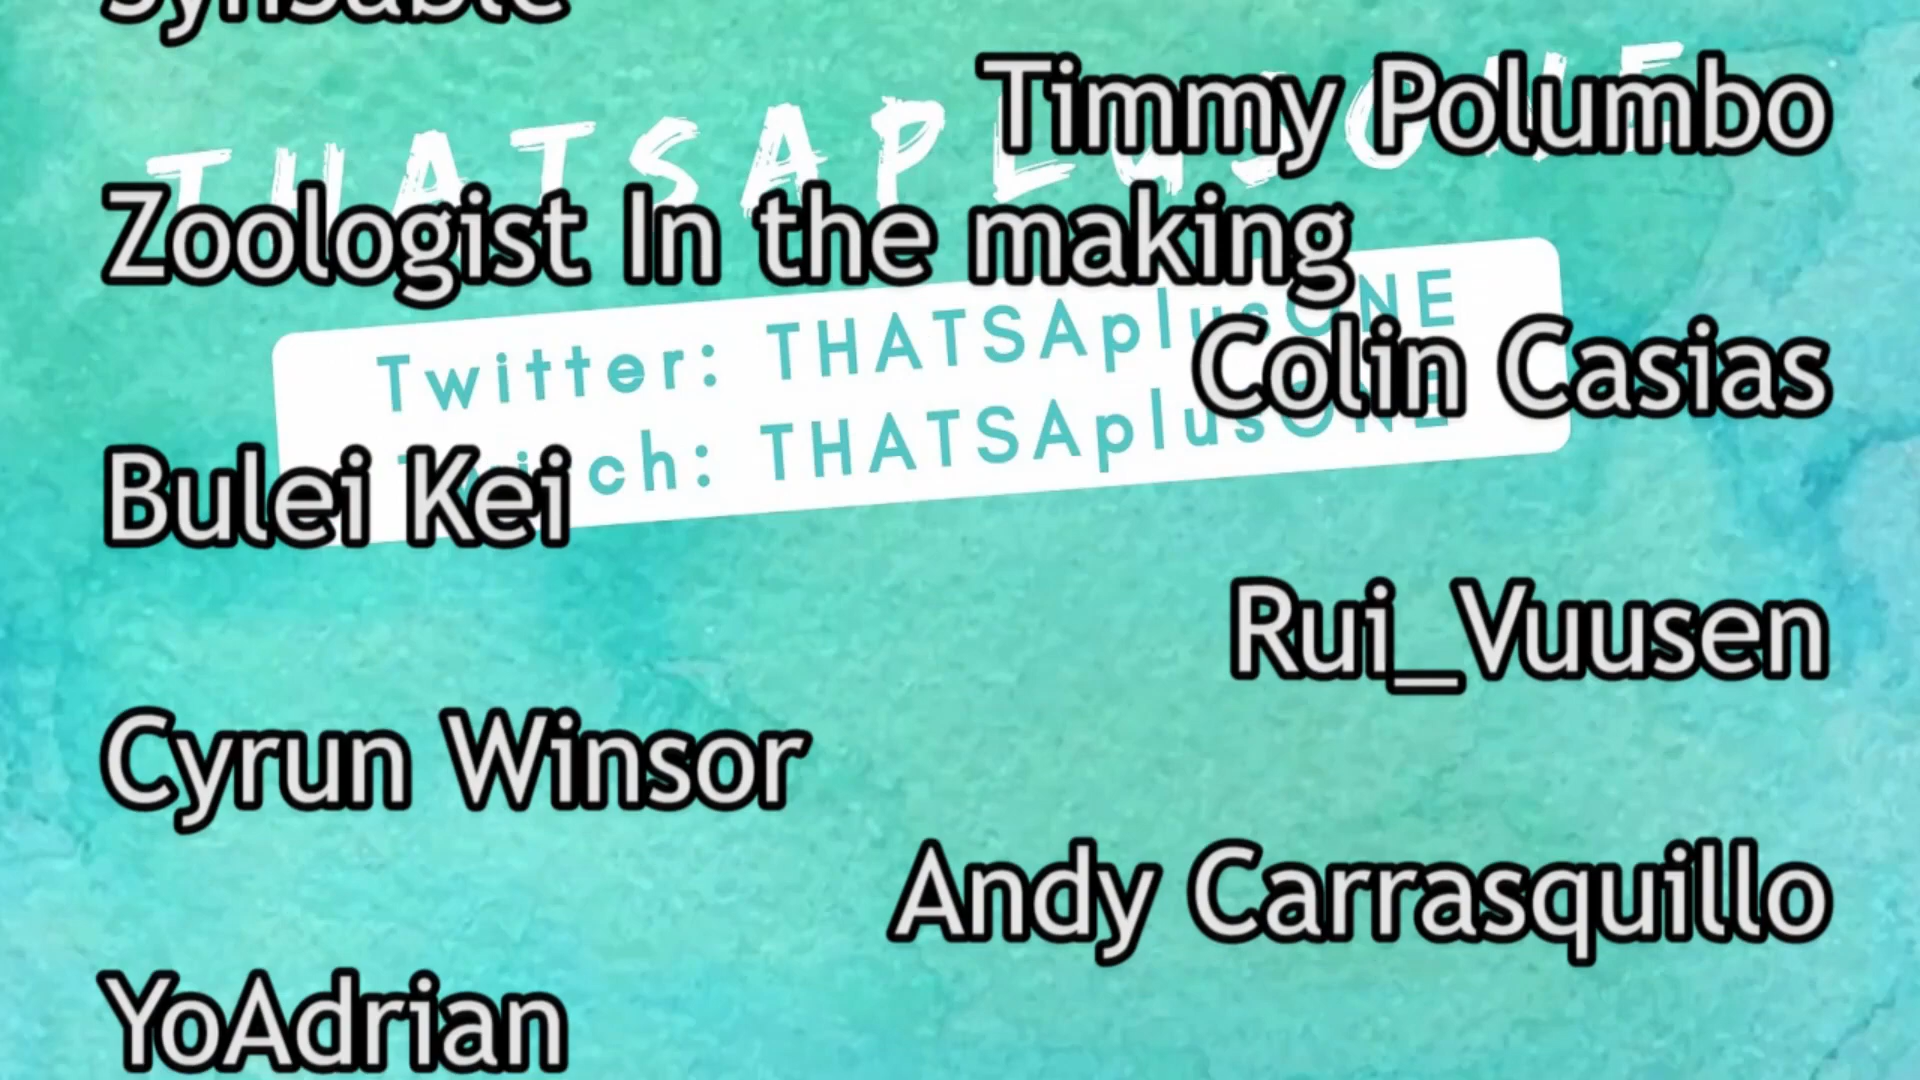 Timmy Polumbo
THATSAPLUSONE
Zoologist In the making
Twitter: THATSAplusONE
Colin Casias
Twitch: THATSAplusONE
Bulei Kei
Rui_Vuusen
Cyrun Winsor
Andy Carrasquillo
YoAdrian